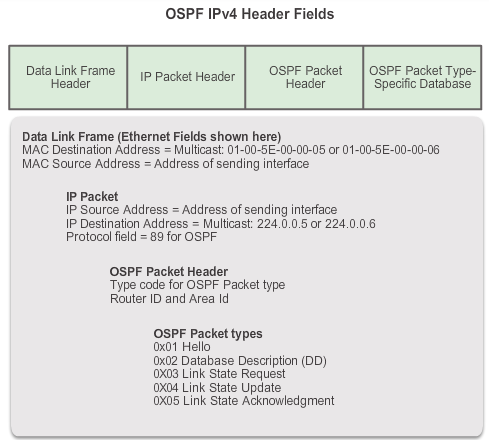 OSPF IPv4 Header Fields
Data Link Frame
Header
IP Packet Header
OSPF Packet
Header
OSPF Packet Type-
Specific Database
Data Link Frame (Ethernet Fields shown here)
MAC Destination Address = Multicast: 01-00-5E-00-00-05 or 01-00-5E-00-00-06
MAC Source Address = Address of sending interface
IP Packet
IP Source Address = Address of sending interface
IP Destination Address = Multicast: 224.0.0.5 or 224.0.0.6
Protocol field = 89 for OSPF
OSPF Packet Header
Type code for OSPF Packet type
Router ID and Area Id
OSPF Packet types
0x01 Hello
0x02 Database Description (DD)
0X03 Link State Request
0X04 Link State Update
0X05 Link State Acknowledgment